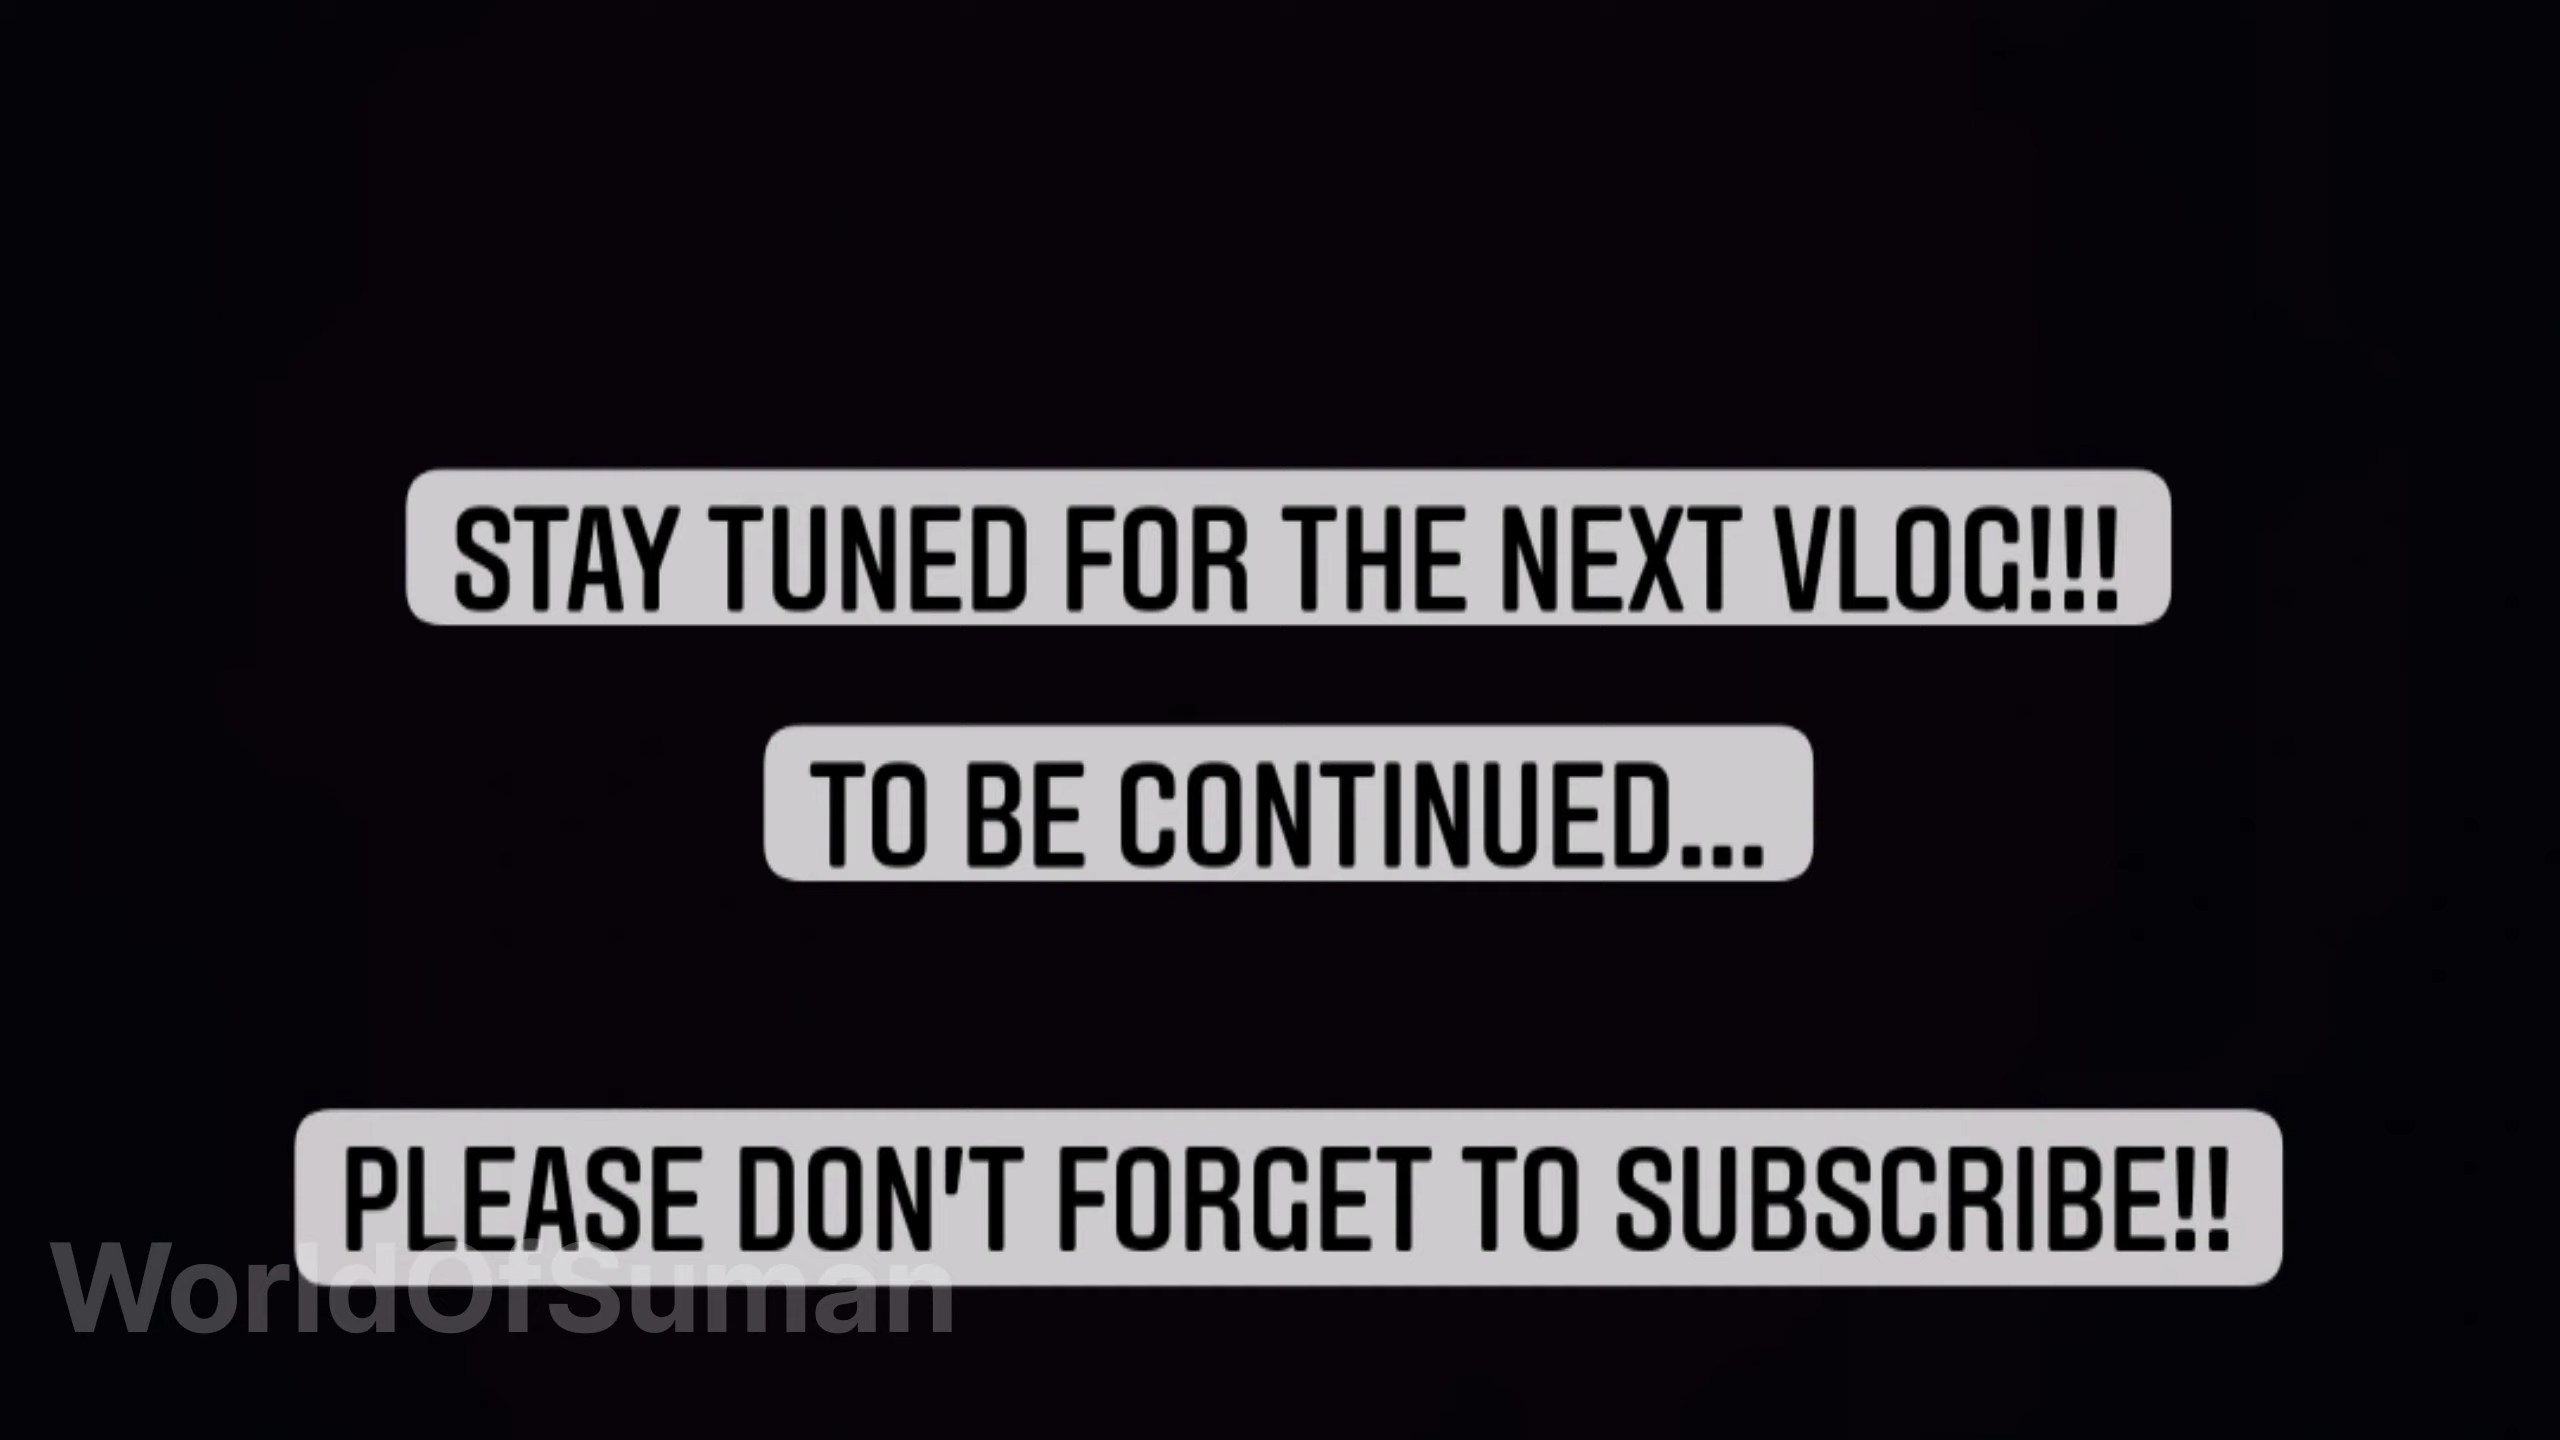 STAY TUNED FOR THE NEXT VLOG!!!
TO BE CONTINUED...
PLEASE DON'T FORGET TO SUBSCRIBE!!
WorldOfSuman